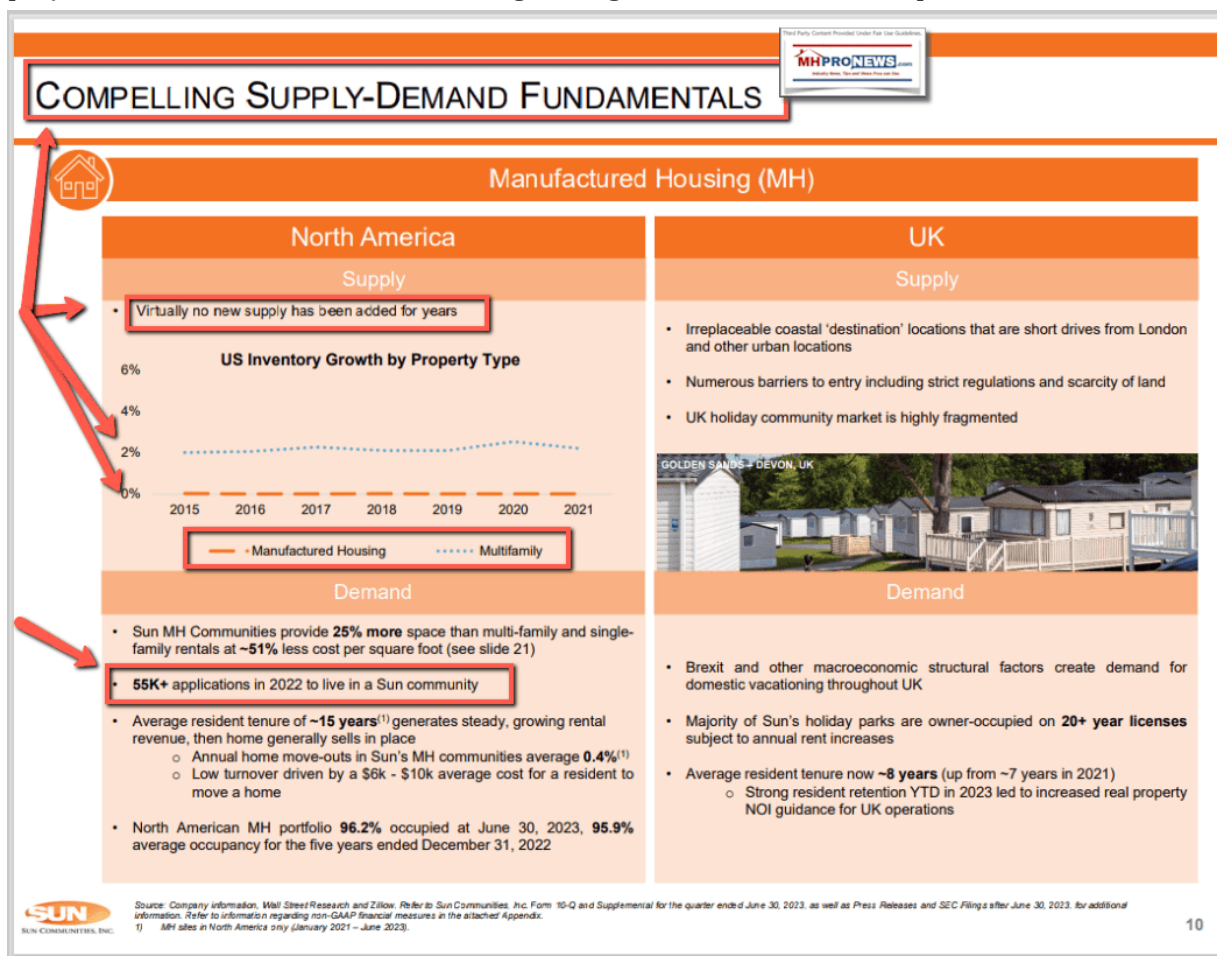 Third Party Content Provided Under Fair Use Guidelines.
MHPRONEWS.com
Industry News, Tips and Views Pros can Use
COMPELLING SUPPLY-DEMAND FUNDAMENTALS
Manufactured Housing (MH)
North America
Supply
• Virtually no new supply has been added for years
US Inventory Growth by Property Type
6%
4%
2%
0%
2015 2016 2017 2018 2019 2020 2021
Manufactured Housing Multifamily
Demand
• Sun MH Communities provide 25% more space than multi-family and single-
family rentals at ~51% less cost per square foot (see slide 21)
• 55K+ applications in 2022 to live in a Sun community
• Average resident tenure of ~15 years(1) generates steady, growing rental
revenue, then home generally sells in place
o Annual home move-outs in Sun's MH communities average 0.4%(1)
o Low turnover driven by a $6k - $10k average cost for a resident to
move a home
• North American MH portfolio 96.2% occupied at June 30, 2023, 95.9%
average occupancy for the five years ended December 31, 2022
UK
Supply
• Irreplaceable coastal ‘destination’ locations that are short drives from London
and other urban locations
• Numerous barriers to entry including strict regulations and scarcity of land
• UK holiday community market is highly fragmented
GOLDEN SANDS – DEVON, UK
Demand
• Brexit and other macroeconomic structural factors create demand for
domestic vacationing throughout UK
• Majority of Sun's holiday parks are owner-occupied on 20+ year licenses
subject to annual rent increases
• Average resident tenure now ~8 years (up from ~7 years in 2021)
o Strong resident retention YTD in 2023 led to increased real property
NOI guidance for UK operations
SUN
SUN COMMUNITIES, INC.
Source: Company information, Wall Street Research and Zillow. Refer to Sun Communities, Inc. Form 10-Q and Supplemental for the quarter ended June 30, 2023, as well as Press Releases and SEC Filings after June 30, 2023, for additional
information. Refer to information regarding non-GAAP financial measures in the attached Appendix.
1) MH sites in North America only (January 2021 – June 2023).
10